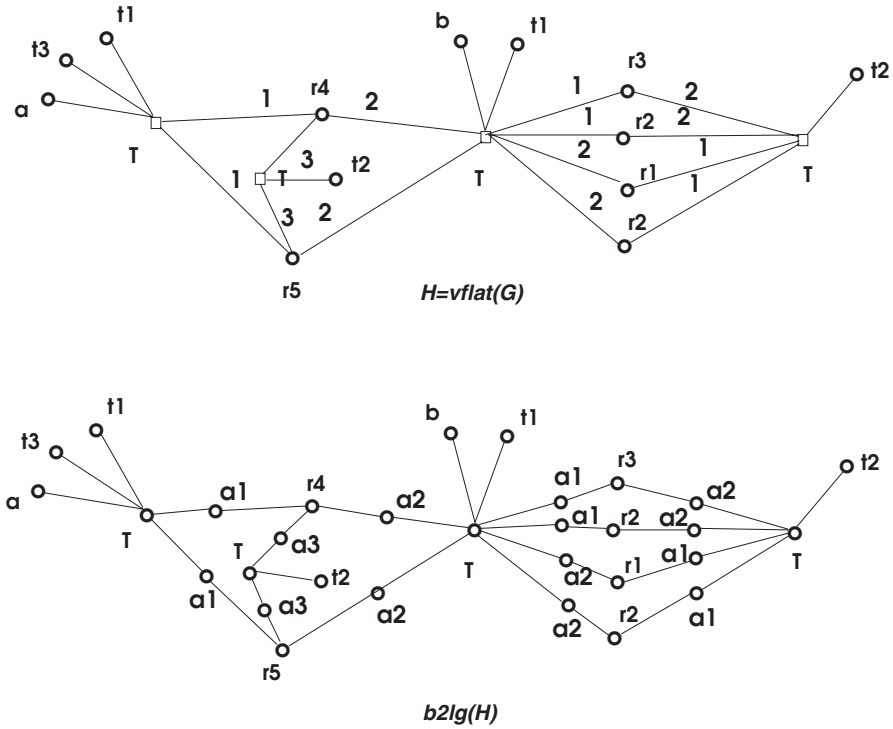 t1
b
t1
t3
r3
t2
a
1
r4
2
1
2
1
r2
2
T
3
t2
2
1
T
1
T
r1
T
1
T
3
2
2
r2
r5
H=vflat(G)
t1
b
t1
t3
r3
t2
a
a1
r4
a2
a1
a2
a1
r2
a2
T
T
a3
t2
T
a2
r1
a1
T
a1
a3
a2
a2
r2
a1
r5
b2lg(H)